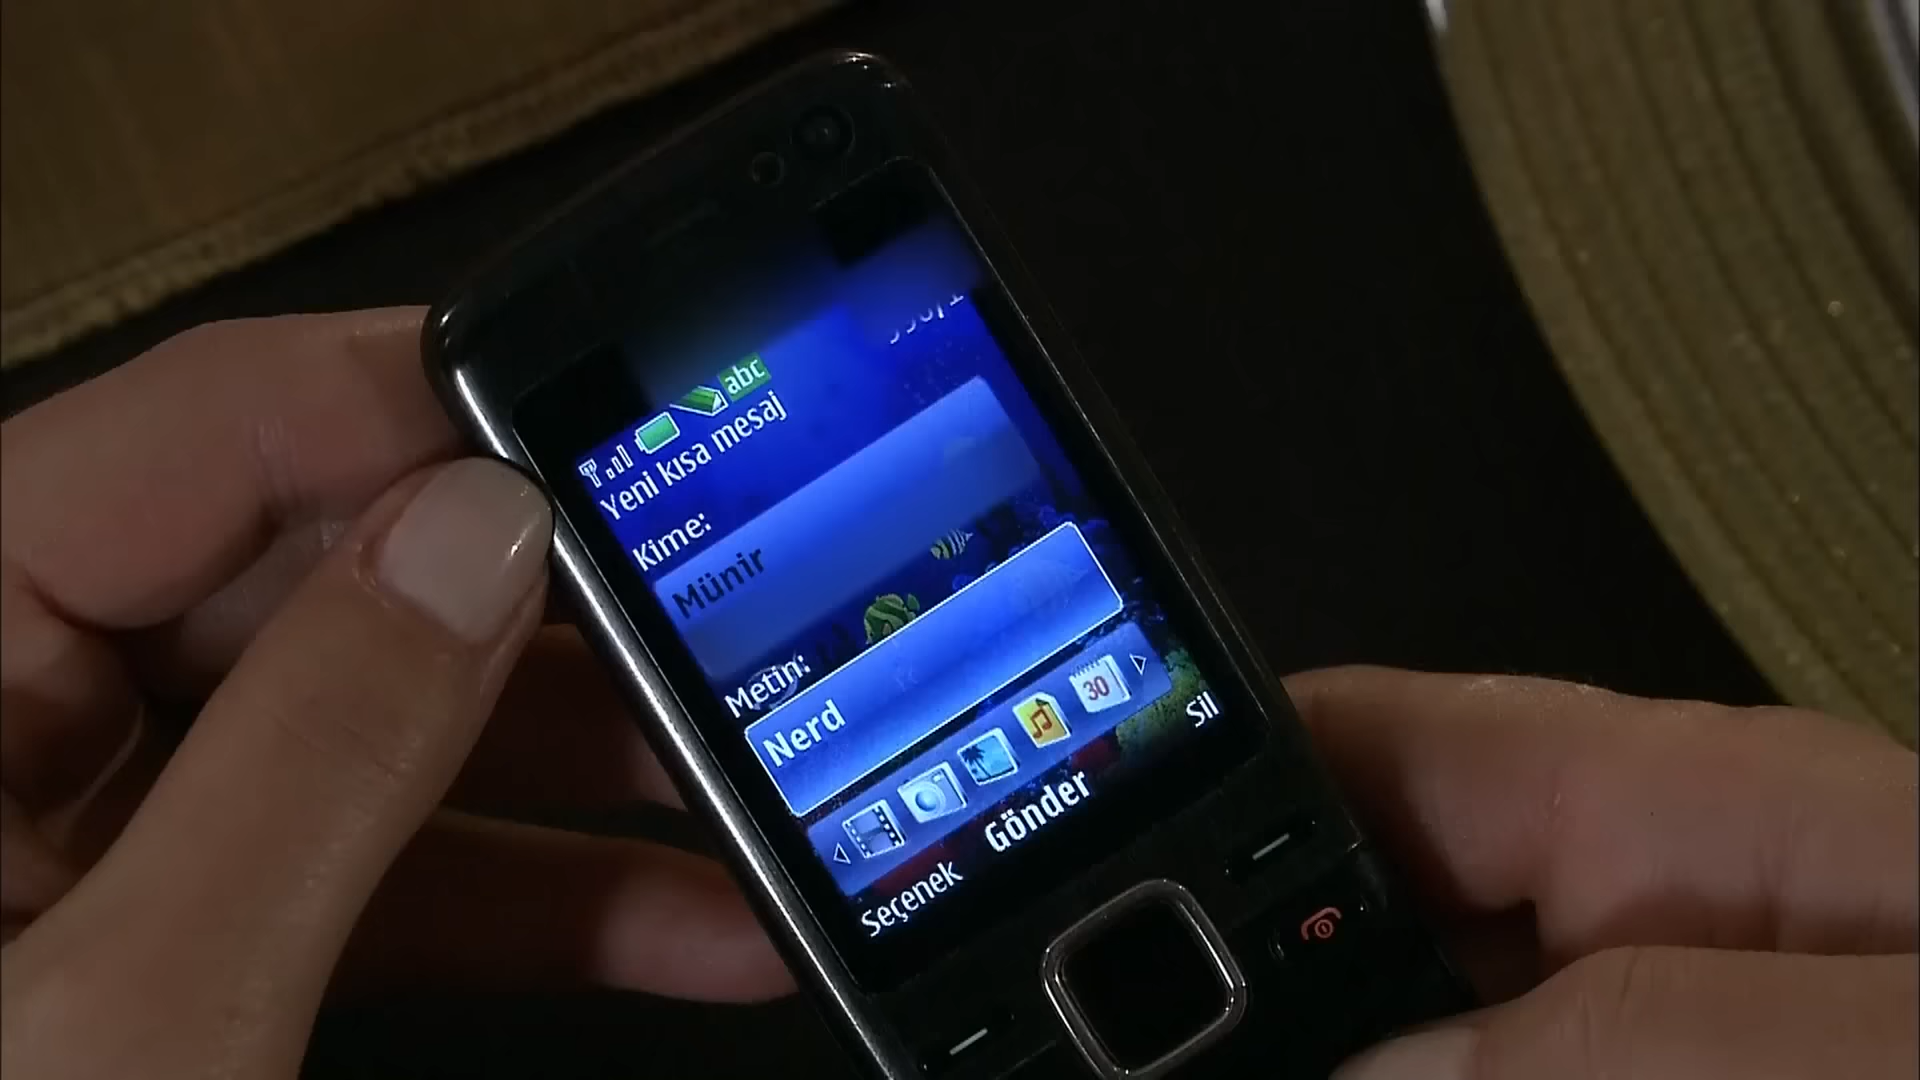 abc
Yeni kısa mesaj
Kime:
Münir
Metin:
Nerd
30
Gönder
Seçenek
Sil